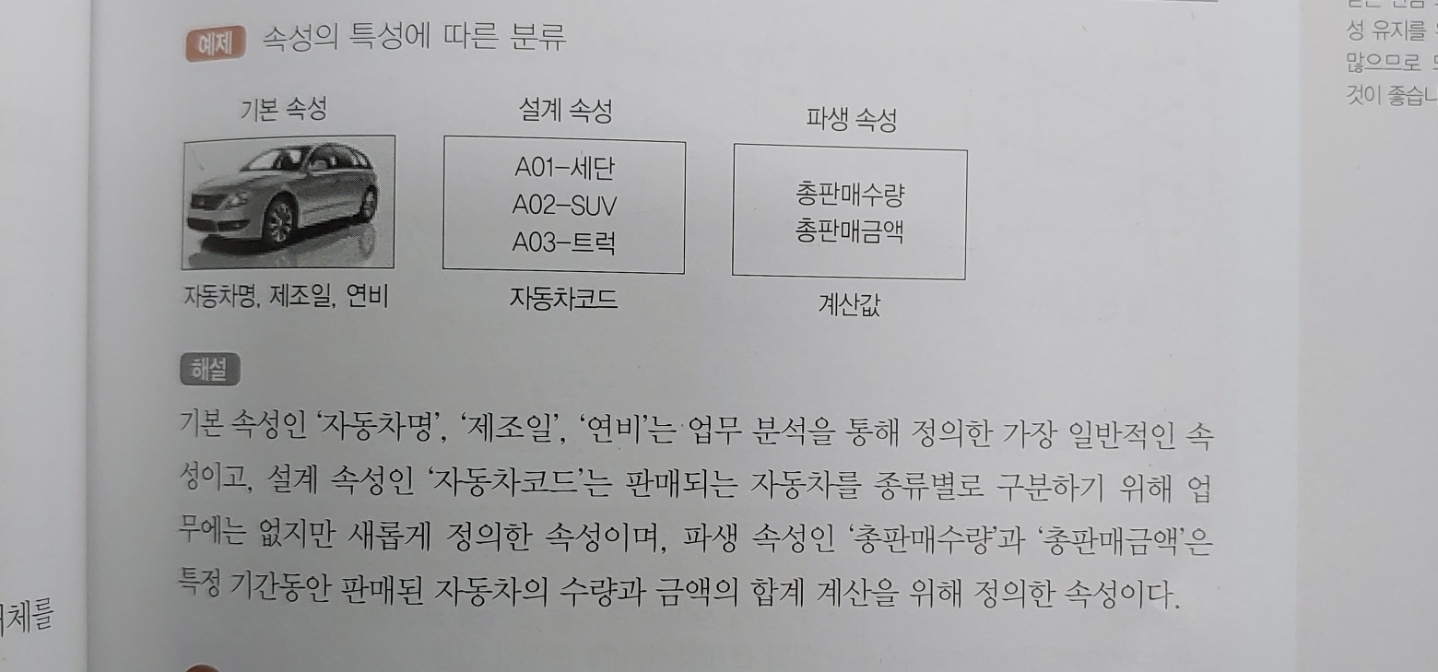 예제 속성의 특성에 따른 분류
기본 속성
설계 속성
파생 속성
A01-세단
A02-SUV
A03-트럭
총판매수량
총판매금액
자동차명, 제조일, 연비
자동차코드
계산값
해설
기본 속성인 ‘자동차명’, ‘제조일’, ‘연비’는 업무 분석을 통해 정의한 가장 일반적인 속
성이고, 설계 속성인 ‘자동차코드’는 판매되는 자동차를 종류별로 구분하기 위해 업
무에는 없지만 새롭게 정의한 속성이며, 파생 속성인 ‘총판매수량’과 ‘총판매금액’은
특정 기간동안 판매된 자동차의 수량과 금액의 합계 계산을 위해 정의한 속성이다.
성 유지를
많으므로
것이 좋습니